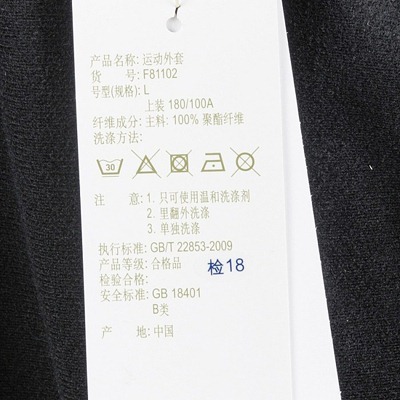 产品名称: 运动外套
货 号: F81102
号型(规格): L
上装 180/100A
纤维成分: 主料: 100% 聚酯纤维
洗涤方法:
30
注 意: 1. 只可使用温和洗涤剂
2. 里翻外洗涤
3. 单独洗涤
执行标准: GB/T 22853-2009
产品等级: 合格品
检验合格:
检18
安全标准: GB 18401
B类
产 地: 中国